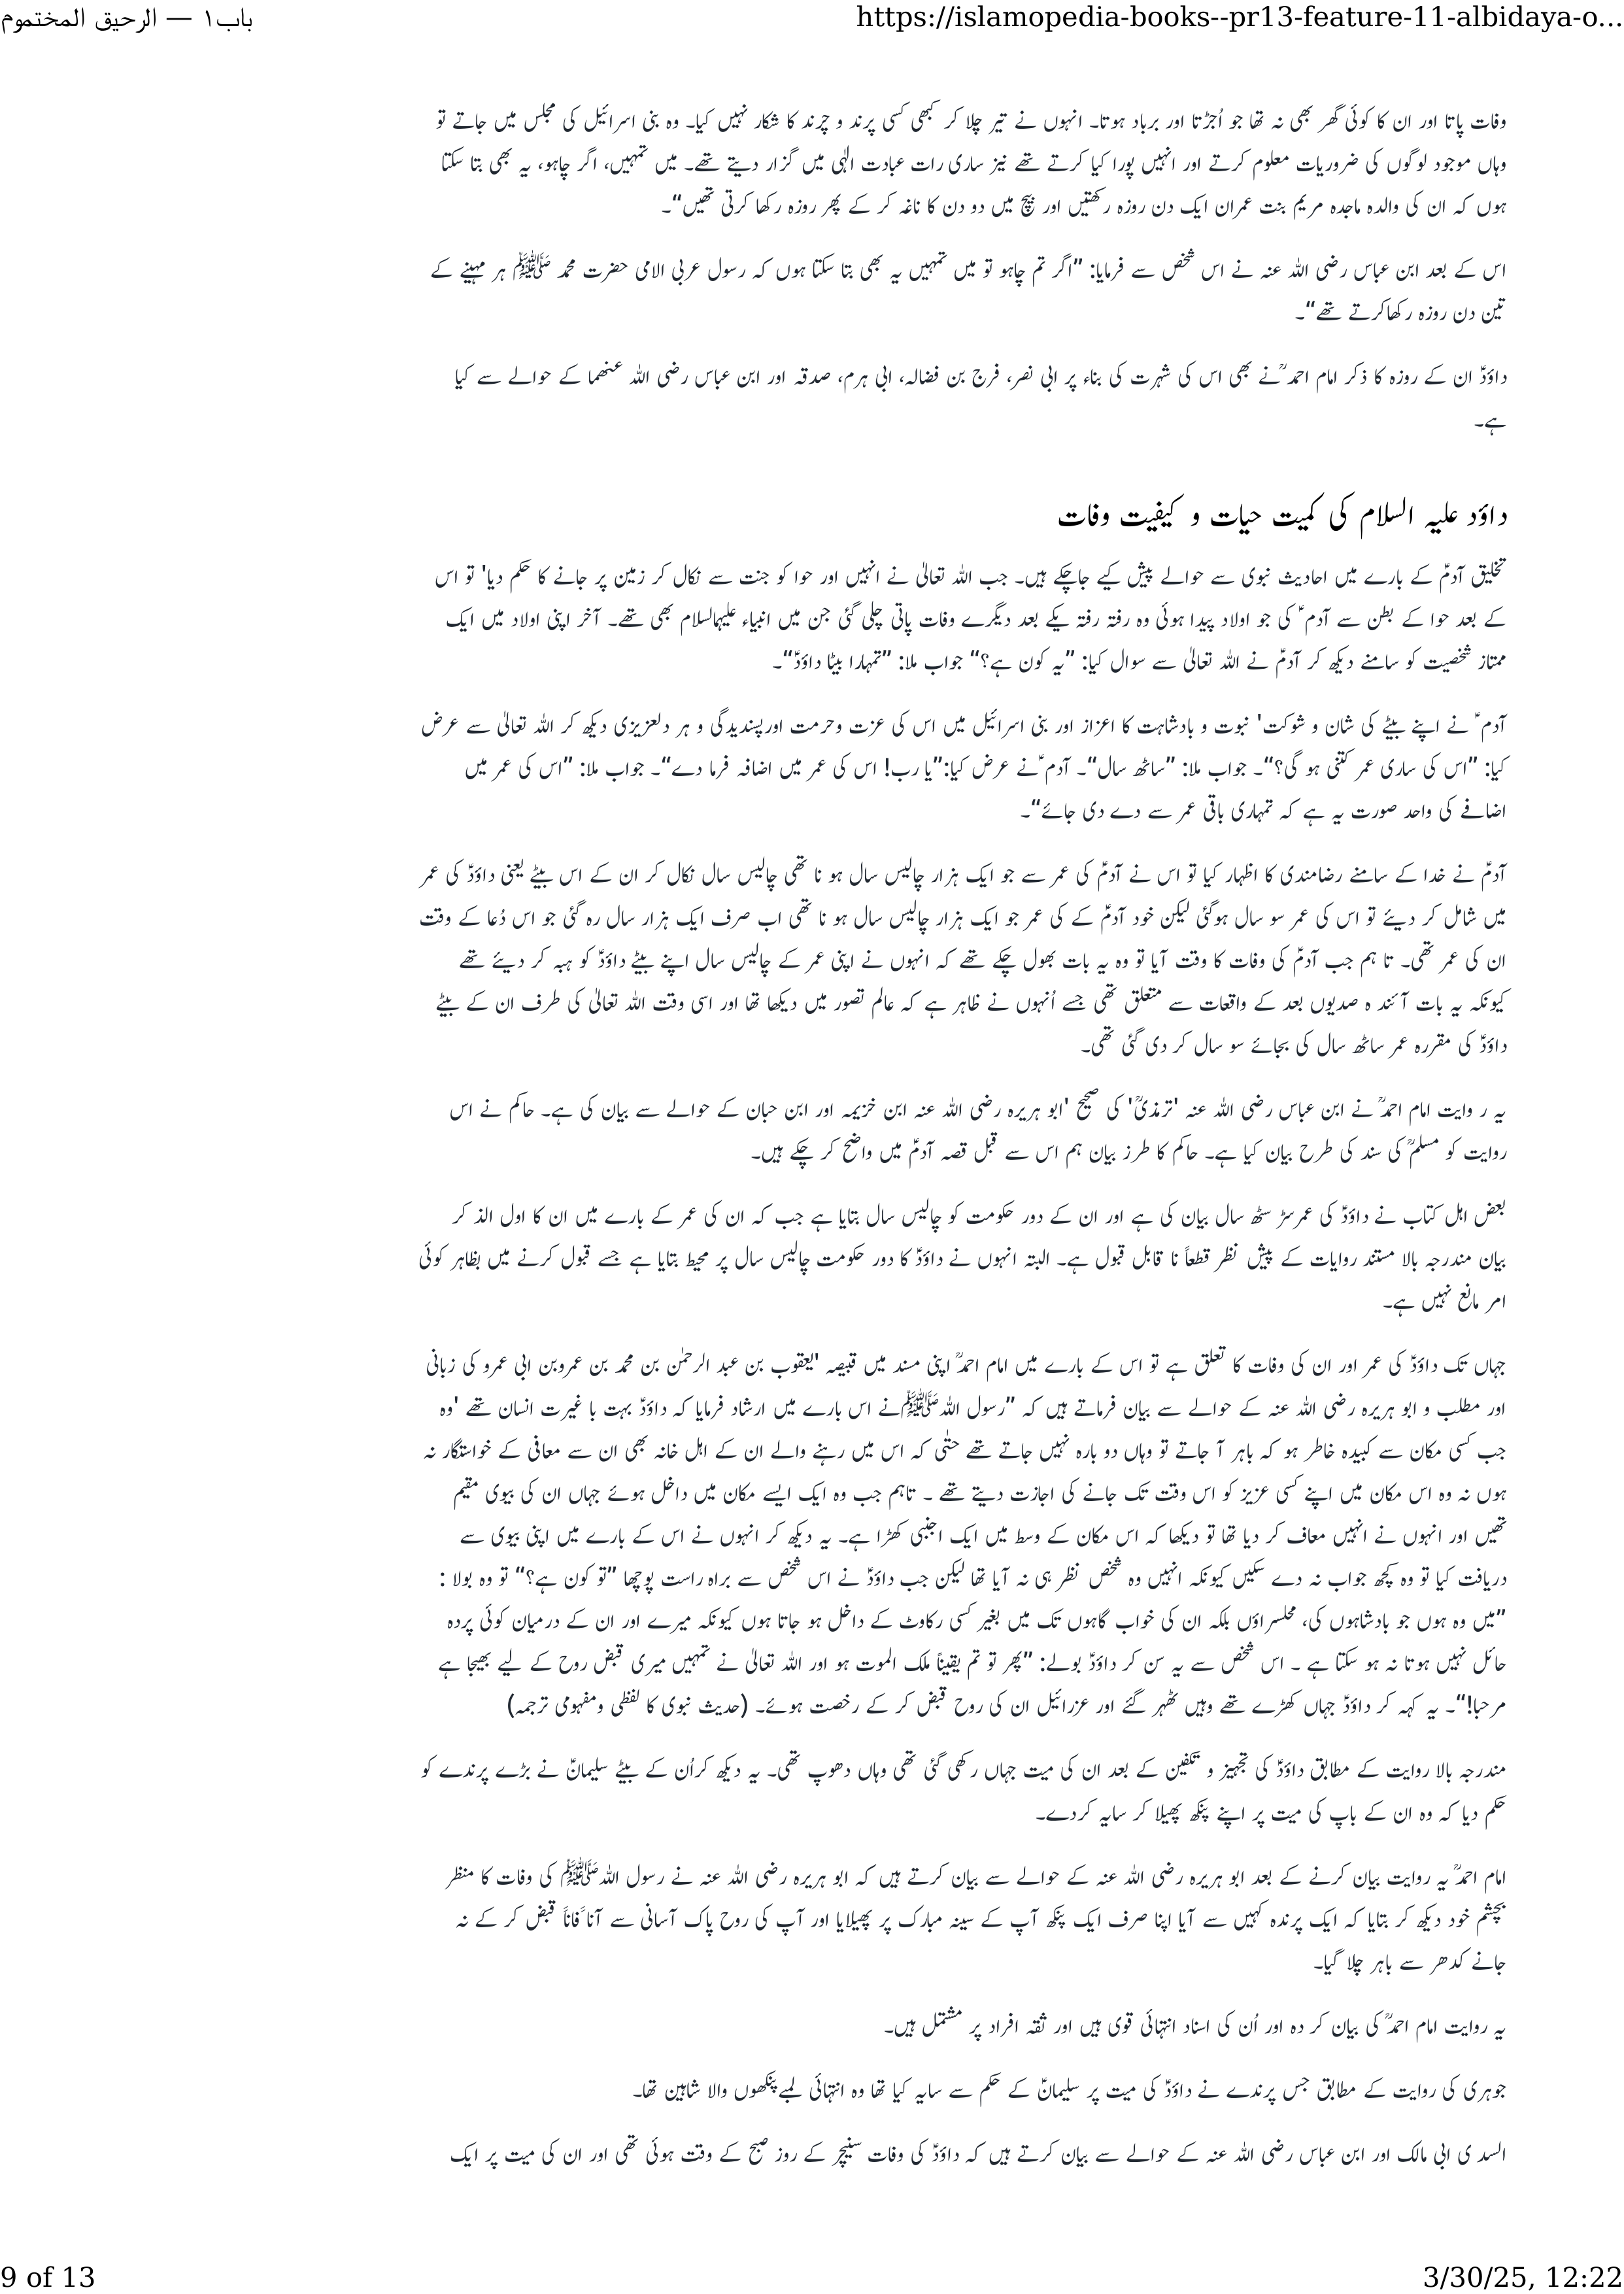 باب۱ — الرحیق المختموم
https://islamopedia-books--pr13-feature-11-albidaya-o...
وفات پاتا اور ان کا کوئی گھر بھی نہ تھا جو اُجڑتا اور برباد ہوتا۔ انہوں نے تیر چلا کر کبھی کسی پرند و چرند کا شکار نہیں کیا۔ وہ بنی اسرائیل کی مجلس میں جاتے تو
وہاں موجود لوگوں کی ضروریات معلوم کرتے اور انہیں پورا کیا کرتے تھے نیز ساری رات عبادت الٰہی میں گزار دیتے تھے۔ میں تمہیں، اگر چاہو، یہ بھی بتا سکتا
ہوں کہ ان کی والدہ ماجدہ مریم بنت عمران ایک دن روزہ رکھتیں اور بیچ میں دو دن کا ناغہ کر کے پھر روزہ رکھا کرتی تھیں“۔
اس کے بعد ابن عباس رضی اللہ عنہ نے اس شخص سے فرمایا: ”اگر تم چاہو تو میں تمہیں یہ بھی بتا سکتا ہوں کہ رسول عربی الامی حضرت محمد ﷺ ہر مہینے کے
تین دن روزہ رکھاکرتے تھے“۔
داؤدؑ ان کے روزہ کا ذکر امام احمد ؒنے بھی اس کی شہرت کی بناء پر ابی نصر، فرج بن فضالہ، ابی ہرم، صدقہ اور ابن عباس رضی اللہ عنھما کے حوالے سے کیا
ہے۔
داؤد علیہ السلام کی کمیت حیات و کیفیت وفات
تخلیق آدمؑ کے بارے میں احادیث نبوی سے حوالے پیش کیے جاچکے ہیں۔ جب اللہ تعالیٰ نے انہیں اور حوا کو جنت سے نکال کر زمین پر جانے کا حکم دیا' تو اس
کے بعد حوا کے بطن سے آدم ؑ کی جو اولاد پیدا ہوئی وہ رفتہ رفتہ یکے بعد دیگرے وفات پاتی چلی گئی جن میں انبیاء علیہالسلام بھی تھے۔ آخر اپنی اولاد میں ایک
ممتاز شخصیت کو سامنے دیکھ کر آدمؑ نے اللہ تعالیٰ سے سوال کیا: ”یہ کون ہے؟“ جواب ملا: ”تمہارا بیٹا داؤدؑ“۔
آدم ؑ نے اپنے بیٹے کی شان و شوکت' نبوت و بادشاہت کا اعزاز اور بنی اسرائیل میں اس کی عزت وحرمت اورپسندیدگی و ہر دلعزیزی دیکھ کر اللہ تعالیٰ سے عرض
کیا: ”اس کی ساری عمر کتنی ہو گی؟“۔ جواب ملا: ”ساٹھ سال“۔ آدم ؑنے عرض کیا:”یا رب! اس کی عمر میں اضافہ فرما دے“۔ جواب ملا: ”اس کی عمر میں
اضافے کی واحد صورت یہ ہے کہ تمہاری باقی عمر سے دے دی جائے“۔
آدمؑ نے خدا کے سامنے رضامندی کا اظہار کیا تو اس نے آدمؑ کی عمر سے جو ایک ہزار چالیس سال ہو نا تھی چالیس سال نکال کر ان کے اس بیٹے یعنی داؤدؑ کی عمر
میں شامل کر دیئے تو اس کی عمر سو سال ہوگئی لیکن خود آدمؑ کے کی عمر جو ایک ہزار چالیس سال ہو نا تھی اب صرف ایک ہزار سال رہ گئی جو اس دُعا کے وقت
ان کی عمر تھی۔ تا ہم جب آدمؑ کی وفات کا وقت آیا تو وہ یہ بات بھول چکے تھے کہ انہوں نے اپنی عمر کے چالیس سال اپنے بیٹے داؤدؑ کو ہبہ کر دیئے تھے
کیونکہ یہ بات آئند ہ صدیوں بعد کے واقعات سے متعلق تھی جسے اُنہوں نے ظاہر ہے کہ عالم تصور میں دیکھا تھا اور اسی وقت اللہ تعالیٰ کی طرف ان کے بیٹے
داؤدؑ کی مقررہ عمر ساٹھ سال کی بجائے سو سال کر دی گئی تھی۔
یہ ر وایت امام احمدؒ نے ابن عباس رضی اللہ عنہ 'ترمذیؒ' کی صحیح 'ابو ہریرہ رضی اللہ عنہ ابن خزیمہ اور ابن حبان کے حوالے سے بیان کی ہے۔ حاکم نے اس
روایت کو مسلمؒ کی سند کی طرح بیان کیا ہے۔ حاکم کا طرز بیان ہم اس سے قبل قصہ آدمؑ میں واضح کر چکے ہیں۔
بعض اہل کتاب نے داؤدؑ کی عمرسڑ سٹھ سال بیان کی ہے اور ان کے دور حکومت کو چالیس سال بتایا ہے جب کہ ان کی عمر کے بارے میں ان کا اول الذ کر
بیان مندرجہ بالا مستند روایات کے پیش نظر قطعاً نا قابل قبول ہے۔ البتہ انہوں نے داؤدؑ کا دور حکومت چالیس سال پر محیط بتایا ہے جسے قبول کرنے میں بظاہر کوئی
امر مانع نہیں ہے۔
جہاں تک داؤدؑ کی عمر اور ان کی وفات کا تعلق ہے تو اس کے بارے میں امام احمدؒ اپنی مسند میں قبیصہ 'یعقوب بن عبد الرحمٰن بن محمد بن عمروبن ابی عمرو کی زبانی
اور مطلب و ابو ہریرہ رضی اللہ عنہ کے حوالے سے بیان فرماتے ہیں کہ ”رسول اللہﷺنے اس بارے میں ارشاد فرمایا کہ داؤدؑ بہت با غیرت انسان تھے 'وہ
جب کسی مکان سے کبیدہ خاطر ہو کہ باہر آ جاتے تو وہاں دو بارہ نہیں جاتے تھے حتٰی کہ اس میں رہنے والے ان کے اہل خانہ بھی ان سے معافی کے خواستگار نہ
ہوں نہ وہ اس مکان میں اپنے کسی عزیز کو اس وقت تک جانے کی اجازت دیتے تھے ۔ تاہم جب وہ ایک ایسے مکان میں داخل ہوئے جہاں ان کی بیوی مقیم
تھیں اور انہوں نے انہیں معاف کر دیا تھا تو دیکھا کہ اس مکان کے وسط میں ایک اجنبی کھڑا ہے۔ یہ دیکھ کر انہوں نے اس کے بارے میں اپنی بیوی سے
دریافت کیا تو وہ کچھ جواب نہ دے سکیں کیونکہ انہیں وہ شخص نظر ہی نہ آیا تھا لیکن جب داؤدؑ نے اس شخص سے براہ راست پوچھا ”تو کون ہے؟“ تو وہ بولا :
”میں وہ ہوں جو بادشاہوں کی، محلسراؤں بلکہ ان کی خواب گاہوں تک میں بغیر کسی رکاوٹ کے داخل ہو جاتا ہوں کیونکہ میرے اور ان کے درمیان کوئی پردہ
حائل نہیں ہوتا نہ ہو سکتا ہے ۔ اس شخص سے یہ سن کر داؤدؑ بولے: ”پھر تو تم یقیناً ملک الموت ہو اور اللہ تعالیٰ نے تمہیں میری قبض روح کے لیے بھیجا ہے
مرحبا!“۔ یہ کہہ کر داؤدؑ جہاں کھڑے تھے وہیں ٹھہر گئے اور عزرائیل ان کی روح قبض کر کے رخصت ہوئے۔ (حدیث نبوی کا لفظی ومفہومی ترجمہ)
مندرجہ بالا روایت کے مطابق داؤدؑ کی تجہیز و تکفین کے بعد ان کی میت جہاں رکھی گئی تھی وہاں دھوپ تھی۔ یہ دیکھ کراُن کے بیٹے سلیمانؑ نے بڑے پرندے کو
حکم دیا کہ وہ ان کے باپ کی میت پر اپنے پنکھ پھیلا کر سایہ کردے۔
امام احمدؒ یہ روایت بیان کرنے کے بعد ابو ہریرہ رضی اللہ عنہ کے حوالے سے بیان کرتے ہیں کہ ابو ہریرہ رضی اللہ عنہ نے رسول اللہﷺ کی وفات کا منظر
بچشم خود دیکھ کر بتایا کہ ایک پرندہ کہیں سے آیا اپنا صرف ایک پنکھ آپ کے سینہ مبارک پر پھیلایا اور آپ کی روح پاک آسانی سے آنا ًفاناً قبض کر کے نہ
جانے کدھر سے باہر چلا گیا۔
یہ روایت امام احمدؒ کی بیان کر دہ اور اُن کی اسناد انتہائی قوی ہیں اور ثقہ افراد پر مشتمل ہیں۔
جوہری کی روایت کے مطابق جس پرندے نے داؤدؑ کی میت پر سلیمانؑ کے حکم سے سایہ کیا تھا وہ انتہائی لمبےپنکھوں والا شاہین تھا۔
السد ی ابی مالک اور ابن عباس رضی اللہ عنہ کے حوالے سے بیان کرتے ہیں کہ داؤدؑ کی وفات سنیچر کے روز صبح کے وقت ہوئی تھی اور ان کی میت پر ایک
9 of 13
3/30/25, 12:22